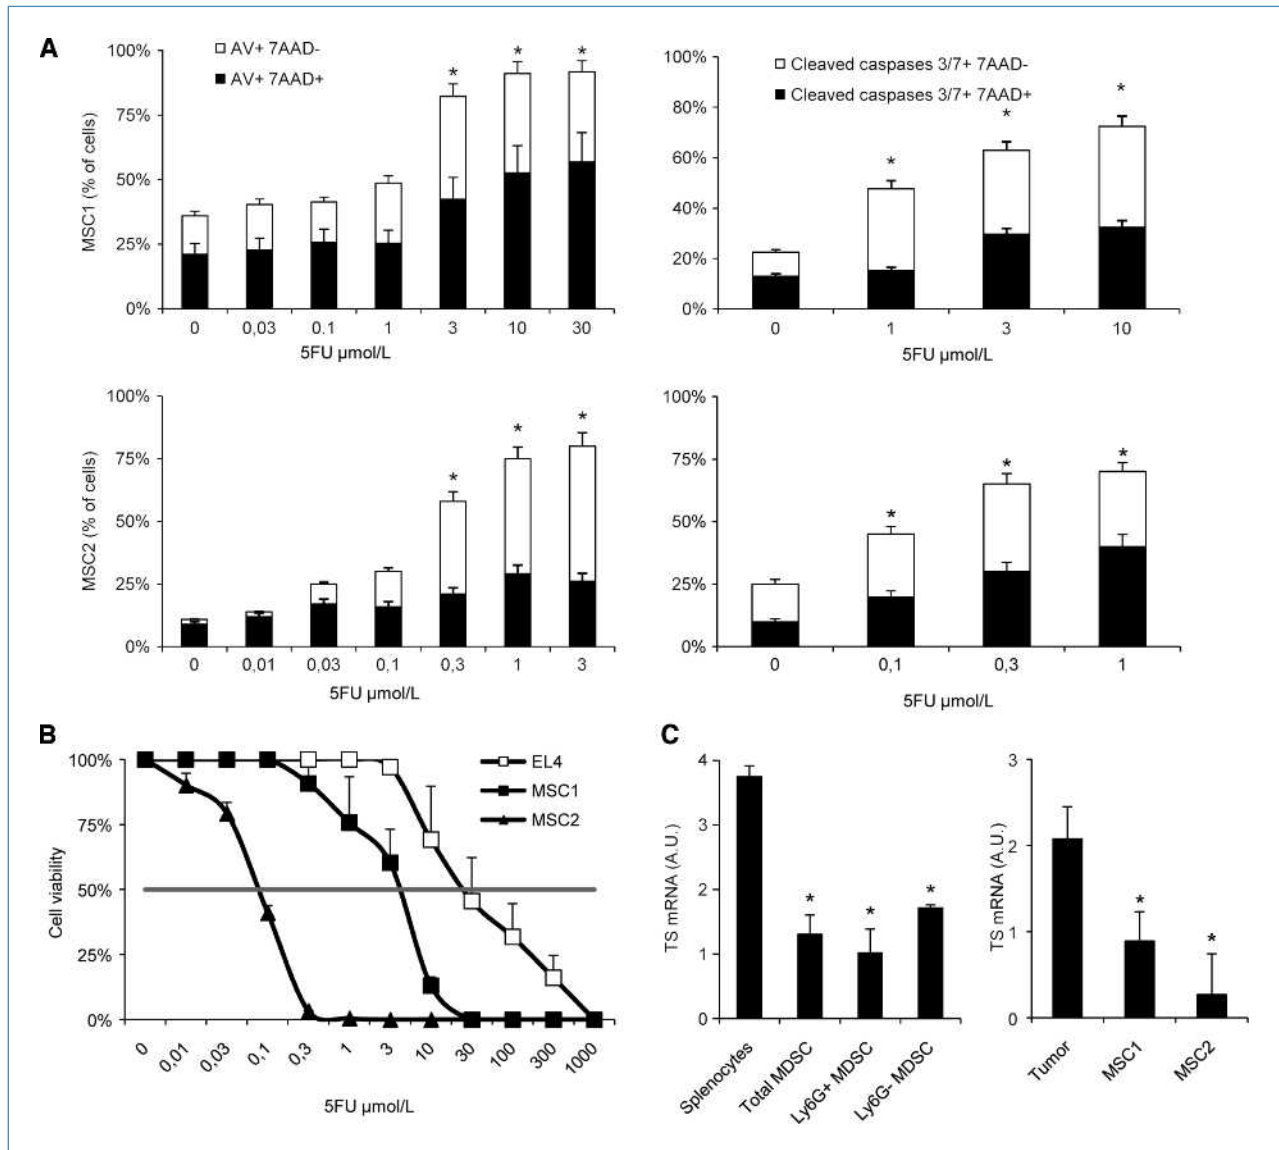 A
AV+ 7AAD-
AV+ 7AAD+
MSC1 (% of cells)
100%
75%
50%
25%
0%
* * *
0 0,03 0.1 1 3 10 30
5FU µmol/L
Cleaved caspases 3/7+ 7AAD-
Cleaved caspases 3/7+ 7AAD+
100%
80%
60%
40%
20%
0%
* * *
0 1 3 10
5FU µmol/L
MSC2 (% of cells)
100%
75%
50%
25%
0%
* * *
0 0,01 0,03 0,1 0,3 1 3
5FU µmol/L
100%
75%
50%
25%
0%
* * *
0 0,1 0,3 1
5FU µmol/L
B
EL4
MSC1
MSC2
Cell viability
100%
75%
50%
25%
0%
0 0,01 0,03 0,1 0,3 1 3 10 30 100 300 1000
5FU µmol/L
C
TS mRNA (A.U.)
4
3
2
1
0
* * *
Splenocytes
Total MDSC
Ly6G+ MDSC
Ly6G- MDSC
TS mRNA (A.U.)
3
2
1
0
* *
Tumor
MSC1
MSC2